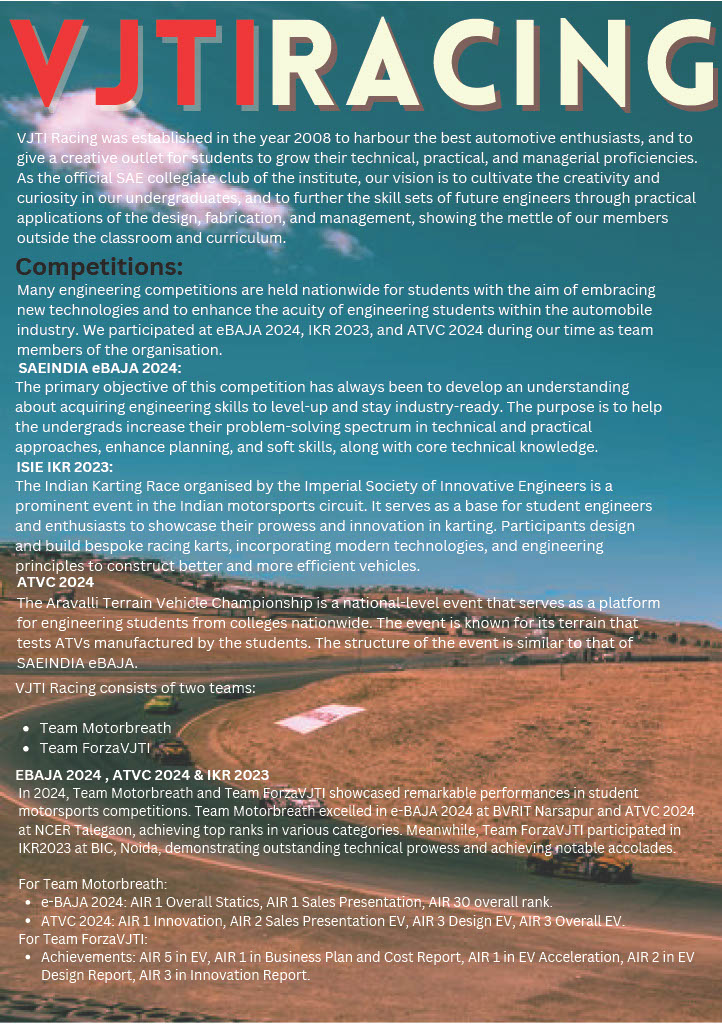 VJTI RACING
VJTI Racing was established in the year 2008 to harbour the best automotive enthusiasts, and to
give a creative outlet for students to grow their technical, practical, and managerial proficiencies.
As the official SAE collegiate club of the institute, our vision is to cultivate the creativity and
curiosity in our undergraduates, and to further the skill sets of future engineers through practical
applications of the design, fabrication, and management, showing the mettle of our members
outside the classroom and curriculum.
Competitions:
Many engineering competitions are held nationwide for students with the aim of embracing
new technologies and to enhance the acuity of engineering students within the automobile
industry. We participated at eBAJA 2024, IKR 2023, and ATVC 2024 during our time as team
members of the organisation.
SAEINDIA eBAJA 2024:
The primary objective of this competition has always been to develop an understanding
about acquiring engineering skills to level-up and stay industry-ready. The purpose is to help
the undergrads increase their problem-solving spectrum in technical and practical
approaches, enhance planning, and soft skills, along with core technical knowledge.
ISIE IKR 2023:
The Indian Karting Race organised by the Imperial Society of Innovative Engineers is a
prominent event in the Indian motorsports circuit. It serves as a base for student engineers
and enthusiasts to showcase their prowess and innovation in karting. Participants design
and build bespoke racing karts, incorporating modern technologies, and engineering
principles to construct better and more efficient vehicles.
ATVC 2024
The Aravalli Terrain Vehicle Championship is a national-level event that serves as a platform
for engineering students from colleges nationwide. The event is known for its terrain that
tests ATVs manufactured by the students. The structure of the event is similar to that of
SAEINDIA eBAJA.
VJTI Racing consists of two teams:
• Team Motorbreath
• Team ForzaVJTI
EBAJA 2024 , ATVC 2024 & IKR 2023
In 2024, Team Motorbreath and Team ForzaVJTI showcased remarkable performances in student
motorsports competitions. Team Motorbreath excelled in e-BAJA 2024 at BVRIT Narsapur and ATVC 2024
at NCER Talegaon, achieving top ranks in various categories. Meanwhile, Team ForzaVJTI participated in
IKR2023 at BIC, Noida, demonstrating outstanding technical prowess and achieving notable accolades.
For Team Motorbreath:
• e-BAJA 2024: AIR 1 Overall Statics, AIR 1 Sales Presentation, AIR 30 overall rank.
• ATVC 2024: AIR 1 Innovation, AIR 2 Sales Presentation EV, AIR 3 Design EV, AIR 3 Overall EV.
For Team ForzaVJTI:
• Achievements: AIR 5 in EV, AIR 1 in Business Plan and Cost Report, AIR 1 in EV Acceleration, AIR 2 in EV
Design Report, AIR 3 in Innovation Report.